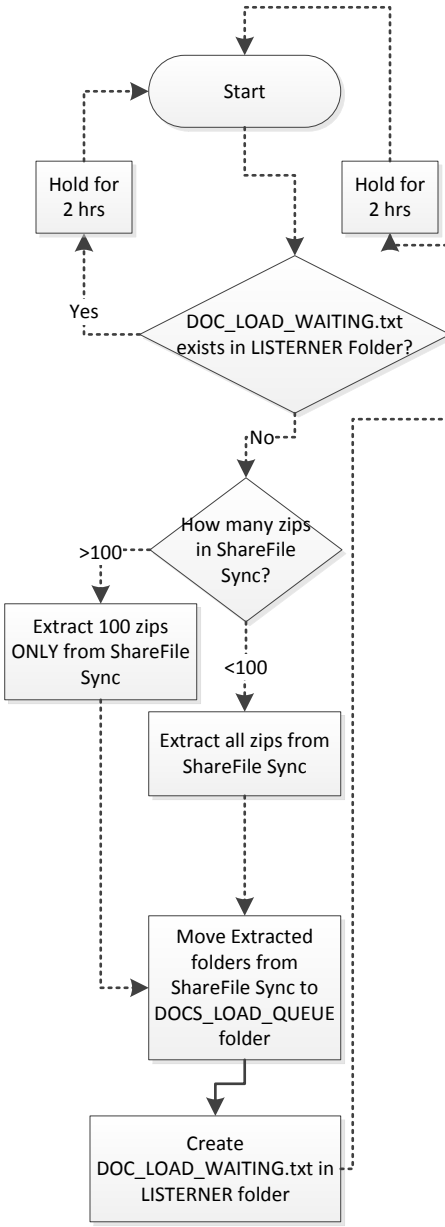 Start
Hold for
2 hrs
Hold for
2 hrs
Yes
DOC_LOAD_WAITING.txt
exists in LISTERNER Folder?
No
How many zips
in ShareFile
Sync?
>100
Extract 100 zips
ONLY from ShareFile
Sync
<100
Extract all zips from
ShareFile Sync
Move Extracted
folders from
ShareFile Sync to
DOCS_LOAD_QUEUE
folder
Create
DOC_LOAD_WAITING.txt in
LISTERNER folder